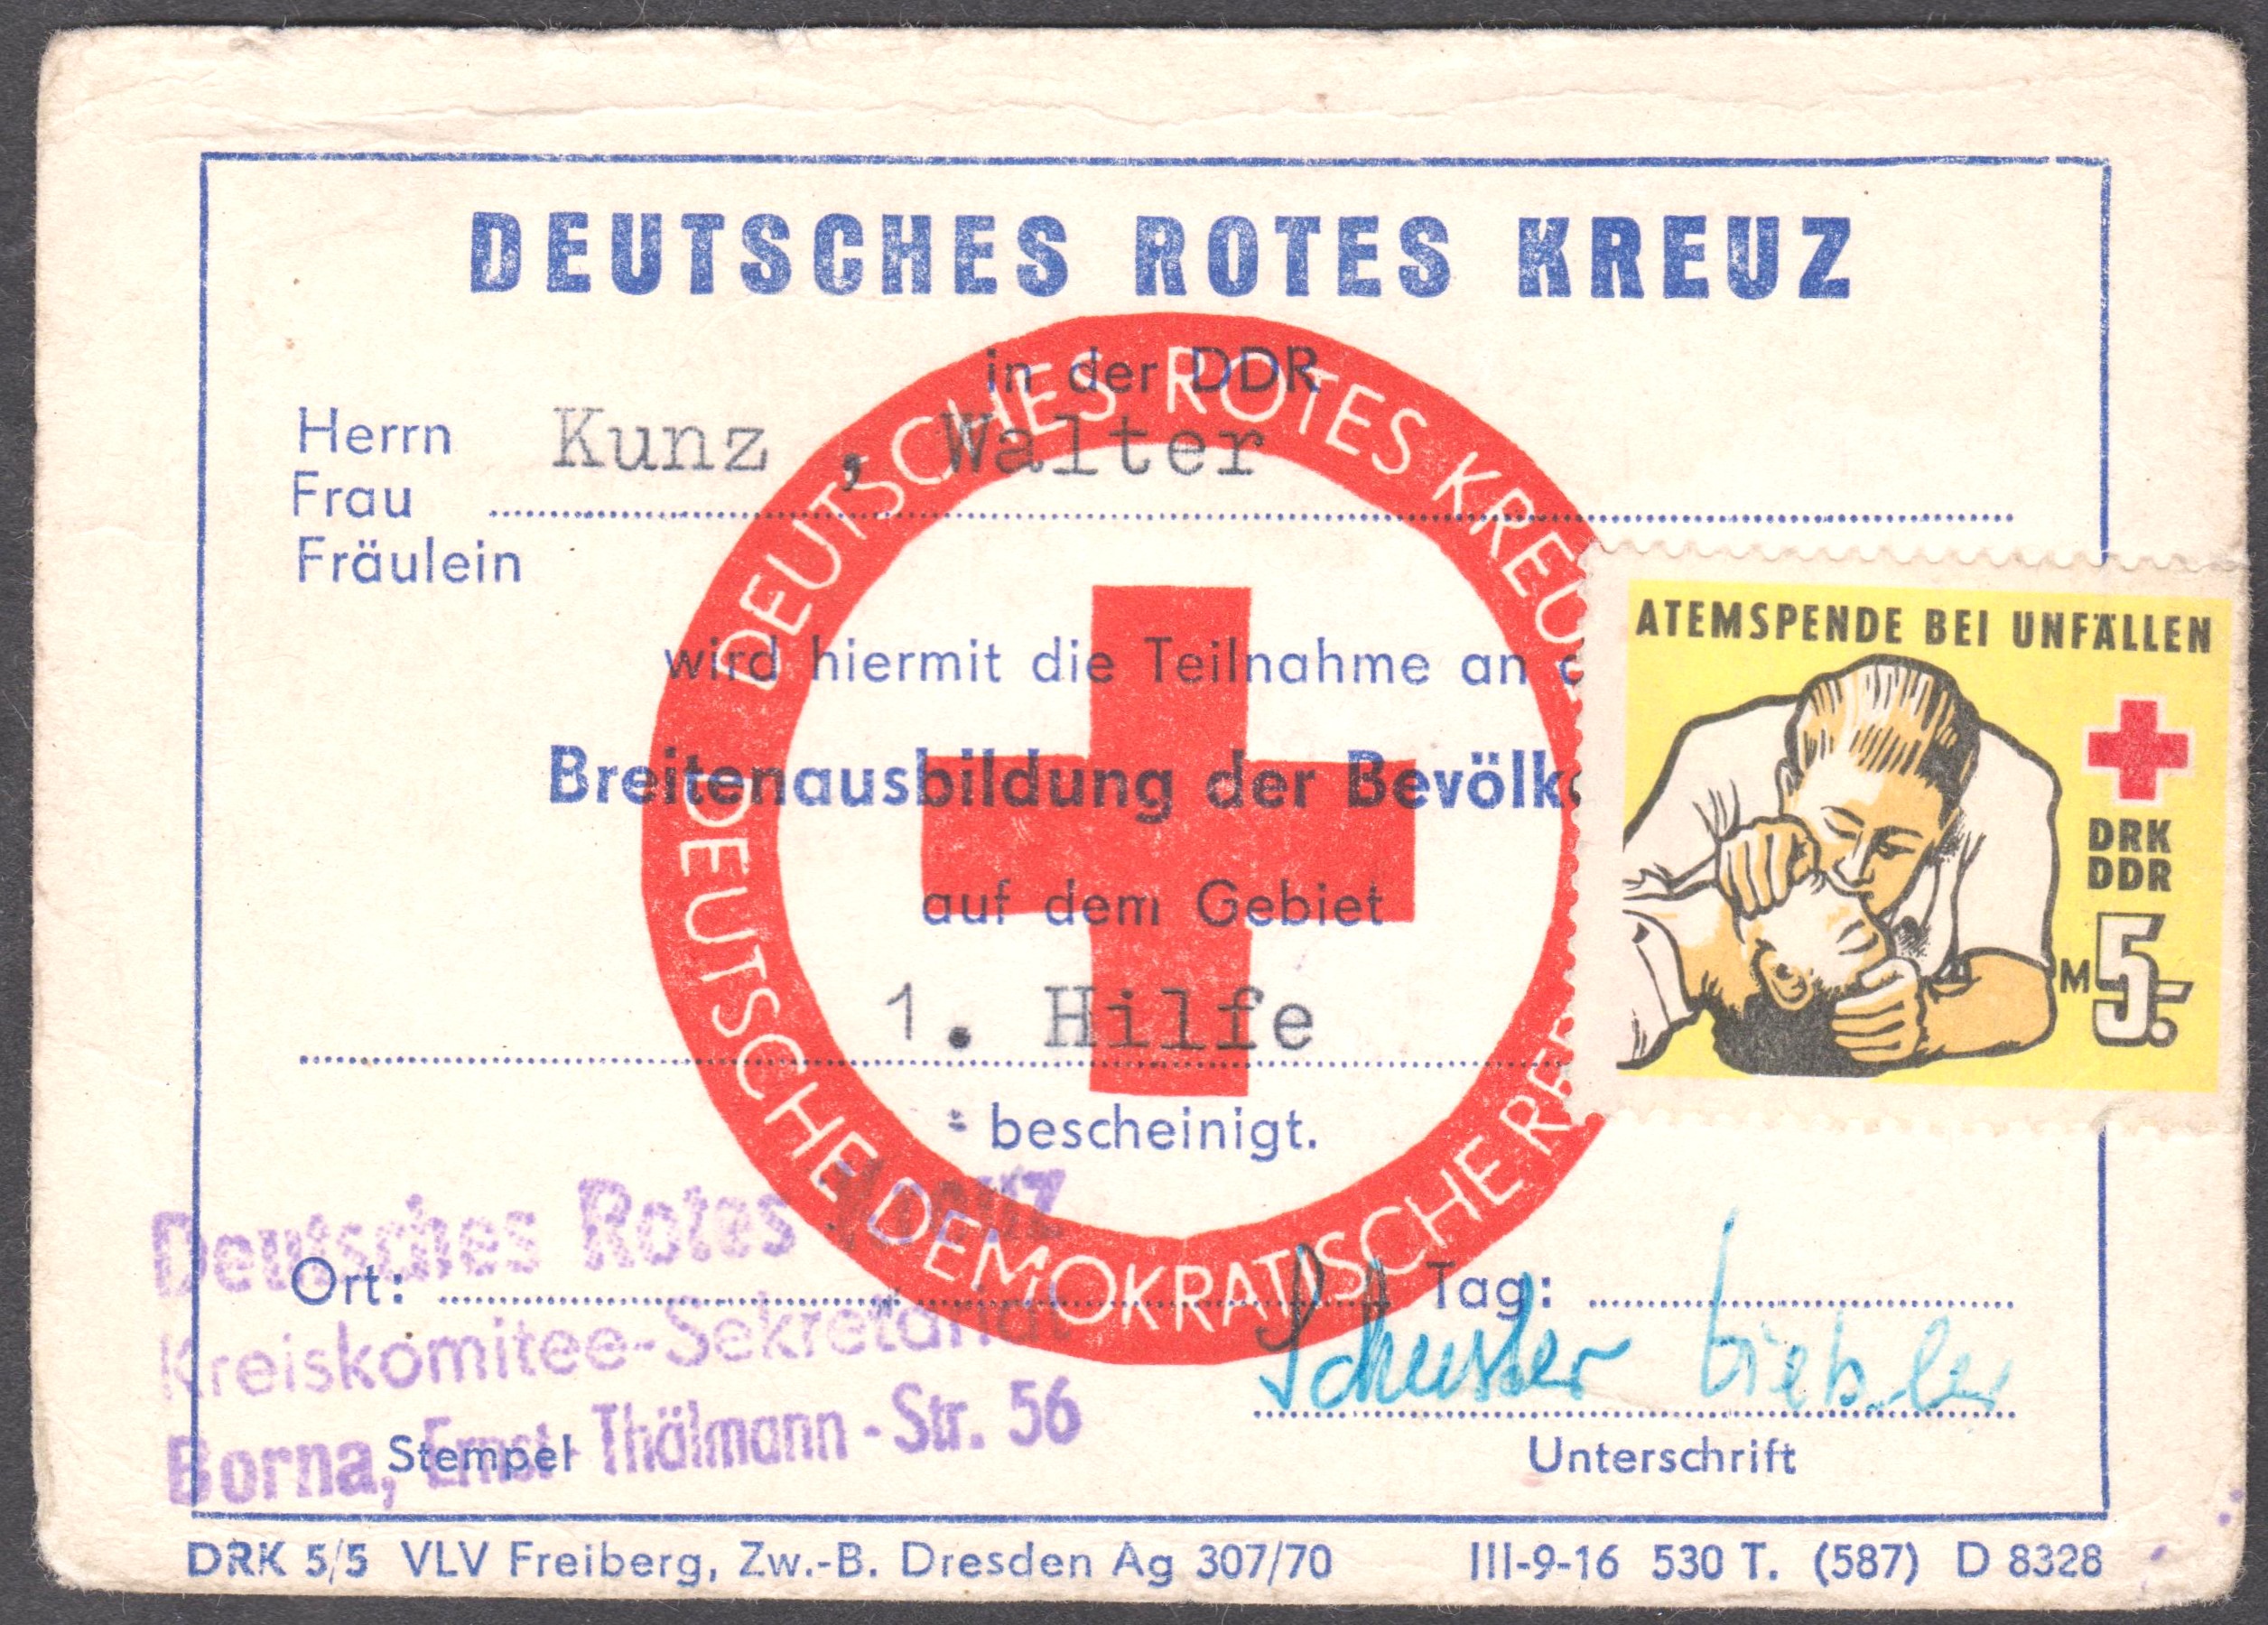 DEUTSCHES ROTES KREUZ
in der DDR
DEUTSCHES ROTES KREUZ
DEUTSCHE DEMOKRATISCHE
Herrn
Kunz , Walter
Frau
Fräulein
wird hiermit die Teilnahme an
Breitenausbildung der Bevölk
auf dem Gebiet
1. Hilfe
bescheinigt.
ATEMSPENDE BEI UNFÄLLEN
DRK
DDR
M 5.-
Deutsches Rotes Kreuz
Kreiskomitee-Sekretariat
Borna, Ernst-Thälmann-Str. 56
Ort:
Tag:
Schuster
Stempel
Unterschrift
DRK 5/5 VLV Freiberg, Zw.-B. Dresden Ag 307/70 III-9-16 530 T. (587) D 8328